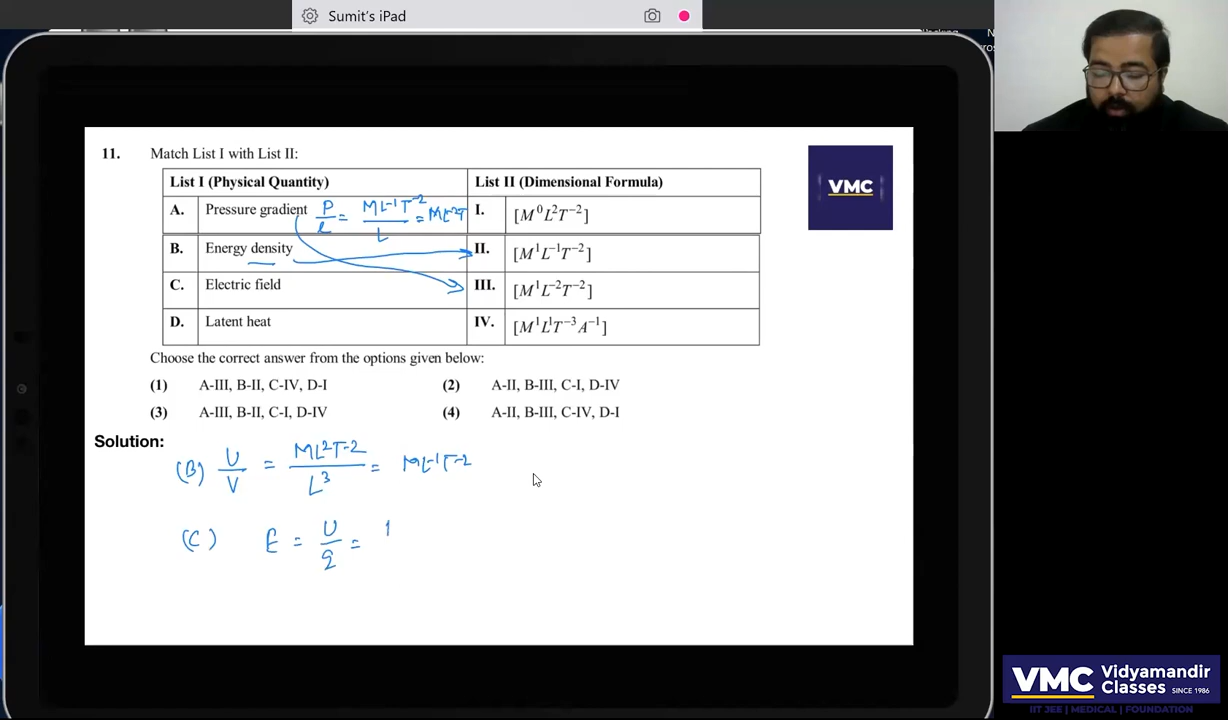 Sumit's iPad
11. Match List I with List II:
List I (Physical Quantity) List II (Dimensional Formula)
A. Pressure gradient P/l = ML⁻¹T⁻²/L = ML⁻²T I. [M⁰L²T⁻²]
B. Energy density II. [M¹L⁻¹T⁻²]
C. Electric field III. [M¹L⁻²T⁻²]
D. Latent heat IV. [M¹L¹T⁻³A⁻¹]
Choose the correct answer from the options given below:
(1) A-III, B-II, C-IV, D-I (2) A-II, B-III, C-I, D-IV
(3) A-III, B-II, C-I, D-IV (4) A-II, B-III, C-IV, D-I
Solution:
(B) U/V = ML²T-2/L³ = ML⁻¹T-2
(C) E = U/q =
VMC
VMC Vidyamandir Classes SINCE 1986
IIT JEE | MEDICAL | FOUNDATION